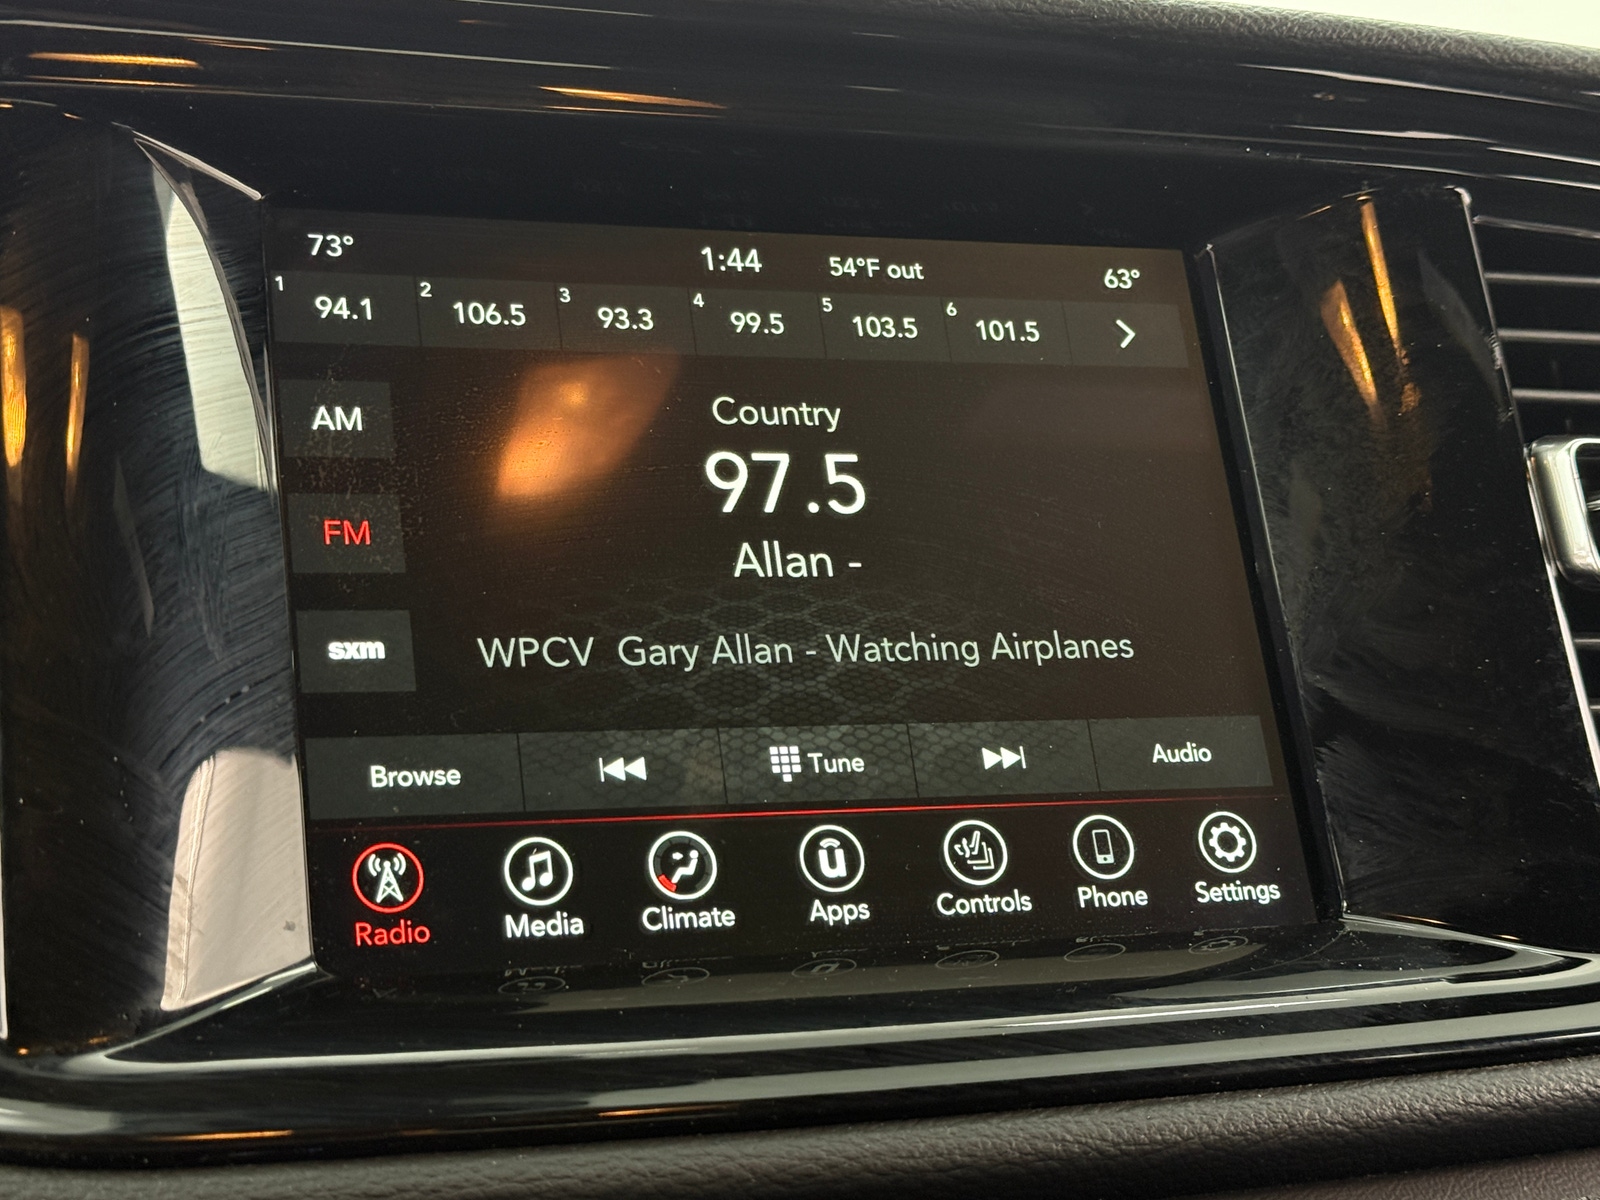 73° 1:44 54°F out 63°
1 94.1 2 106.5 3 93.3 4 99.5 5 103.5 6 101.5
AM
Country
97.5
FM
Allan -
sxm
WPCV Gary Allan - Watching Airplanes
Browse Tune Audio
Radio Media Climate Apps Controls Phone Settings